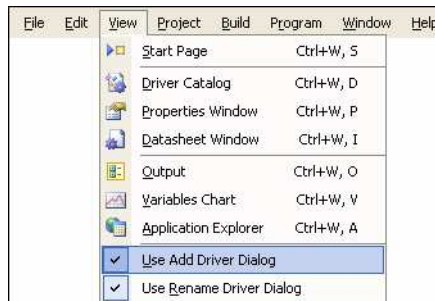 File Edit View Project Build Program Window Help
Start Page Ctrl+W, S
Driver Catalog Ctrl+W, D
Properties Window Ctrl+W, P
Datasheet Window Ctrl+W, I
Output Ctrl+W, O
Variables Chart Ctrl+W, V
Application Explorer Ctrl+W, A
Use Add Driver Dialog
Use Rename Driver Dialog